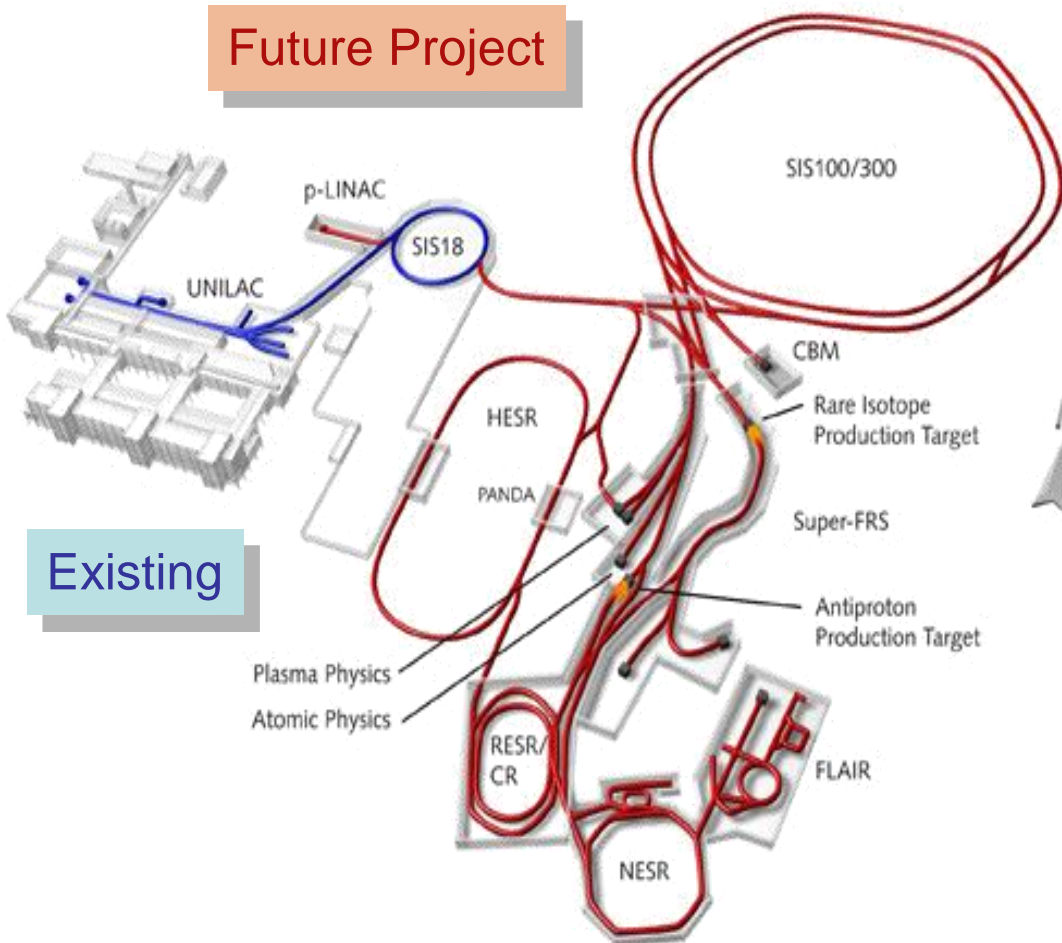 Future Project
SIS100/300
p-LINAC
SIS18
UNILAC
CBM
Rare Isotope
Production Target
HESR
PANDA
Super-FRS
Existing
Antiproton
Production Target
Plasma Physics
Atomic Physics
RESR/
CR
FLAIR
NESR